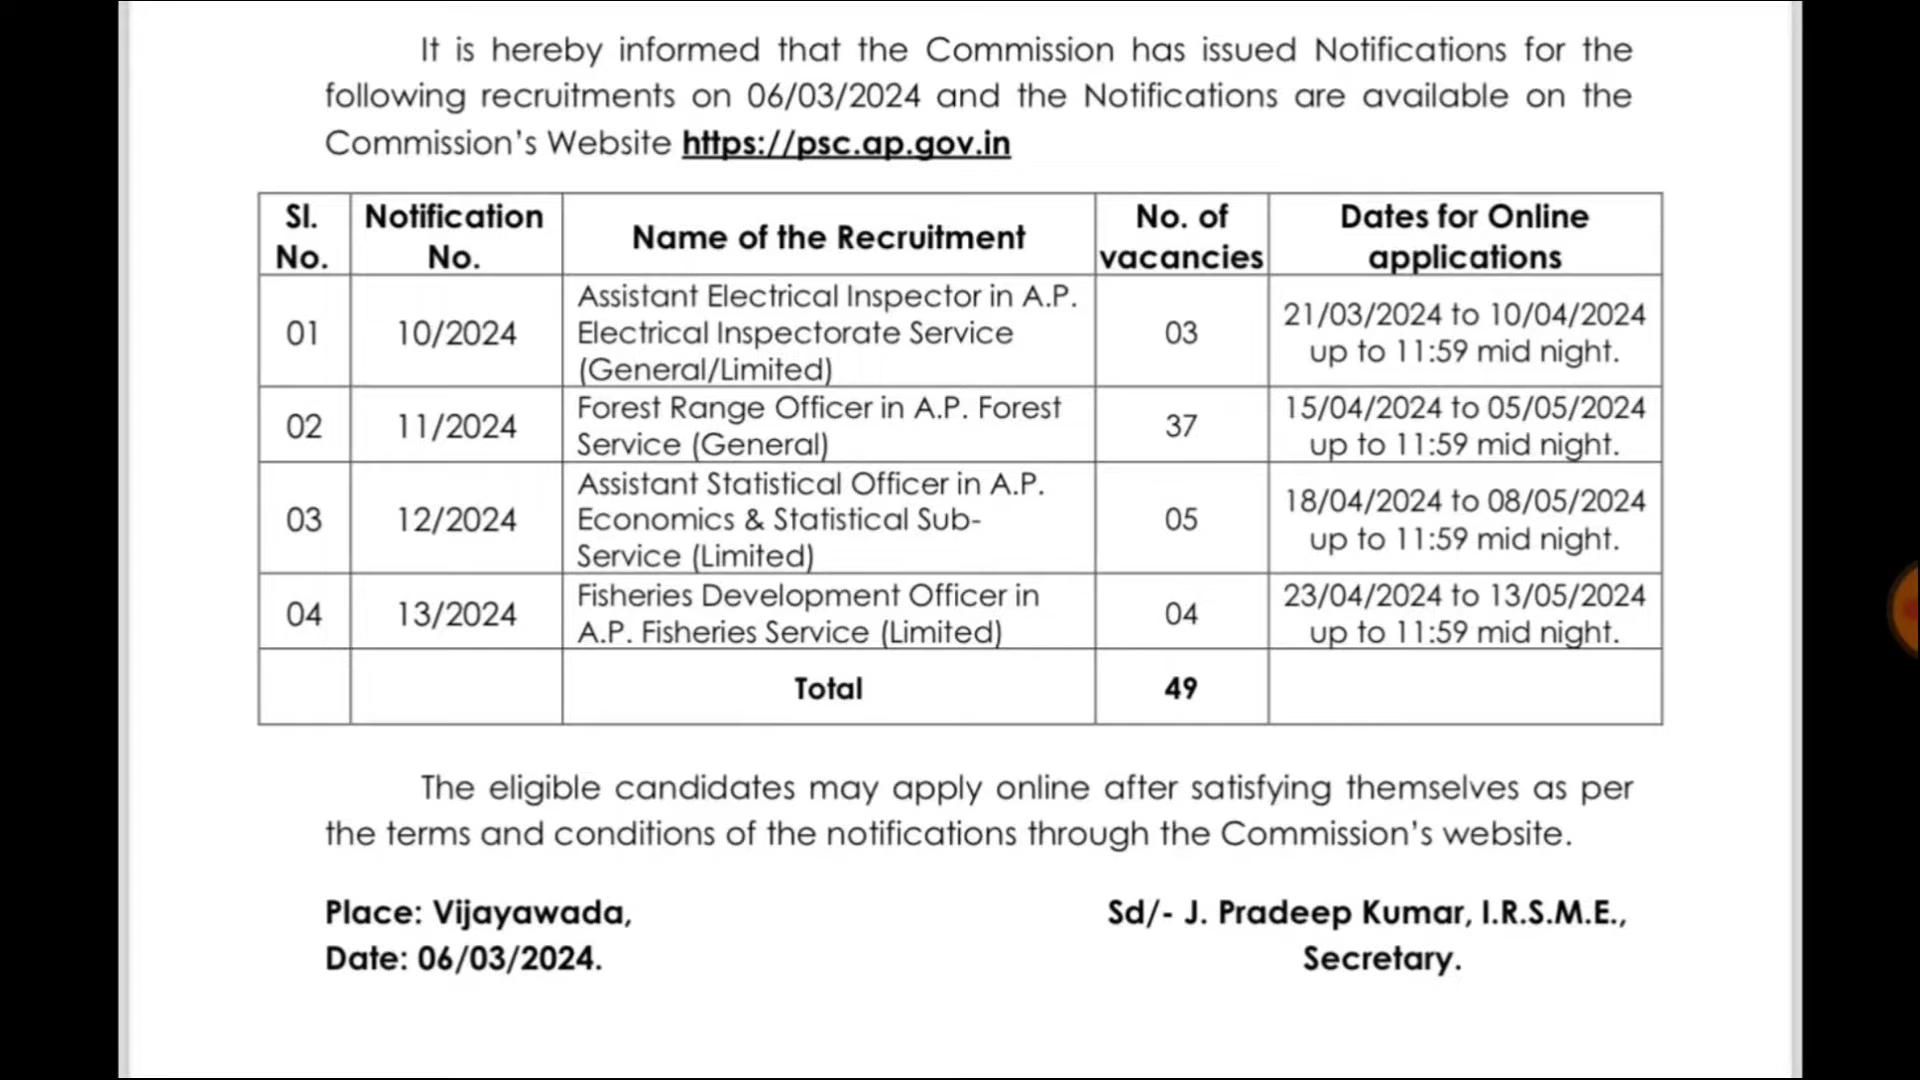 It is hereby informed that the Commission has issued Notifications for the
following recruitments on 06/03/2024 and the Notifications are available on the
Commission's Website https://psc.ap.gov.in
Sl. No. Notification No. Name of the Recruitment No. of vacancies Dates for Online applications
01 10/2024 Assistant Electrical Inspector in A.P.
Electrical Inspectorate Service
(General/Limited) 03 21/03/2024 to 10/04/2024
up to 11:59 mid night.
02 11/2024 Forest Range Officer in A.P. Forest
Service (General) 37 15/04/2024 to 05/05/2024
up to 11:59 mid night.
03 12/2024 Assistant Statistical Officer in A.P.
Economics & Statistical Sub-
Service (Limited) 05 18/04/2024 to 08/05/2024
up to 11:59 mid night.
04 13/2024 Fisheries Development Officer in
A.P. Fisheries Service (Limited) 04 23/04/2024 to 13/05/2024
up to 11:59 mid night.
Total 49
The eligible candidates may apply online after satisfying themselves as per
the terms and conditions of the notifications through the Commission's website.
Place: Vijayawada, Sd/- J. Pradeep Kumar, I.R.S.M.E.,
Date: 06/03/2024. Secretary.